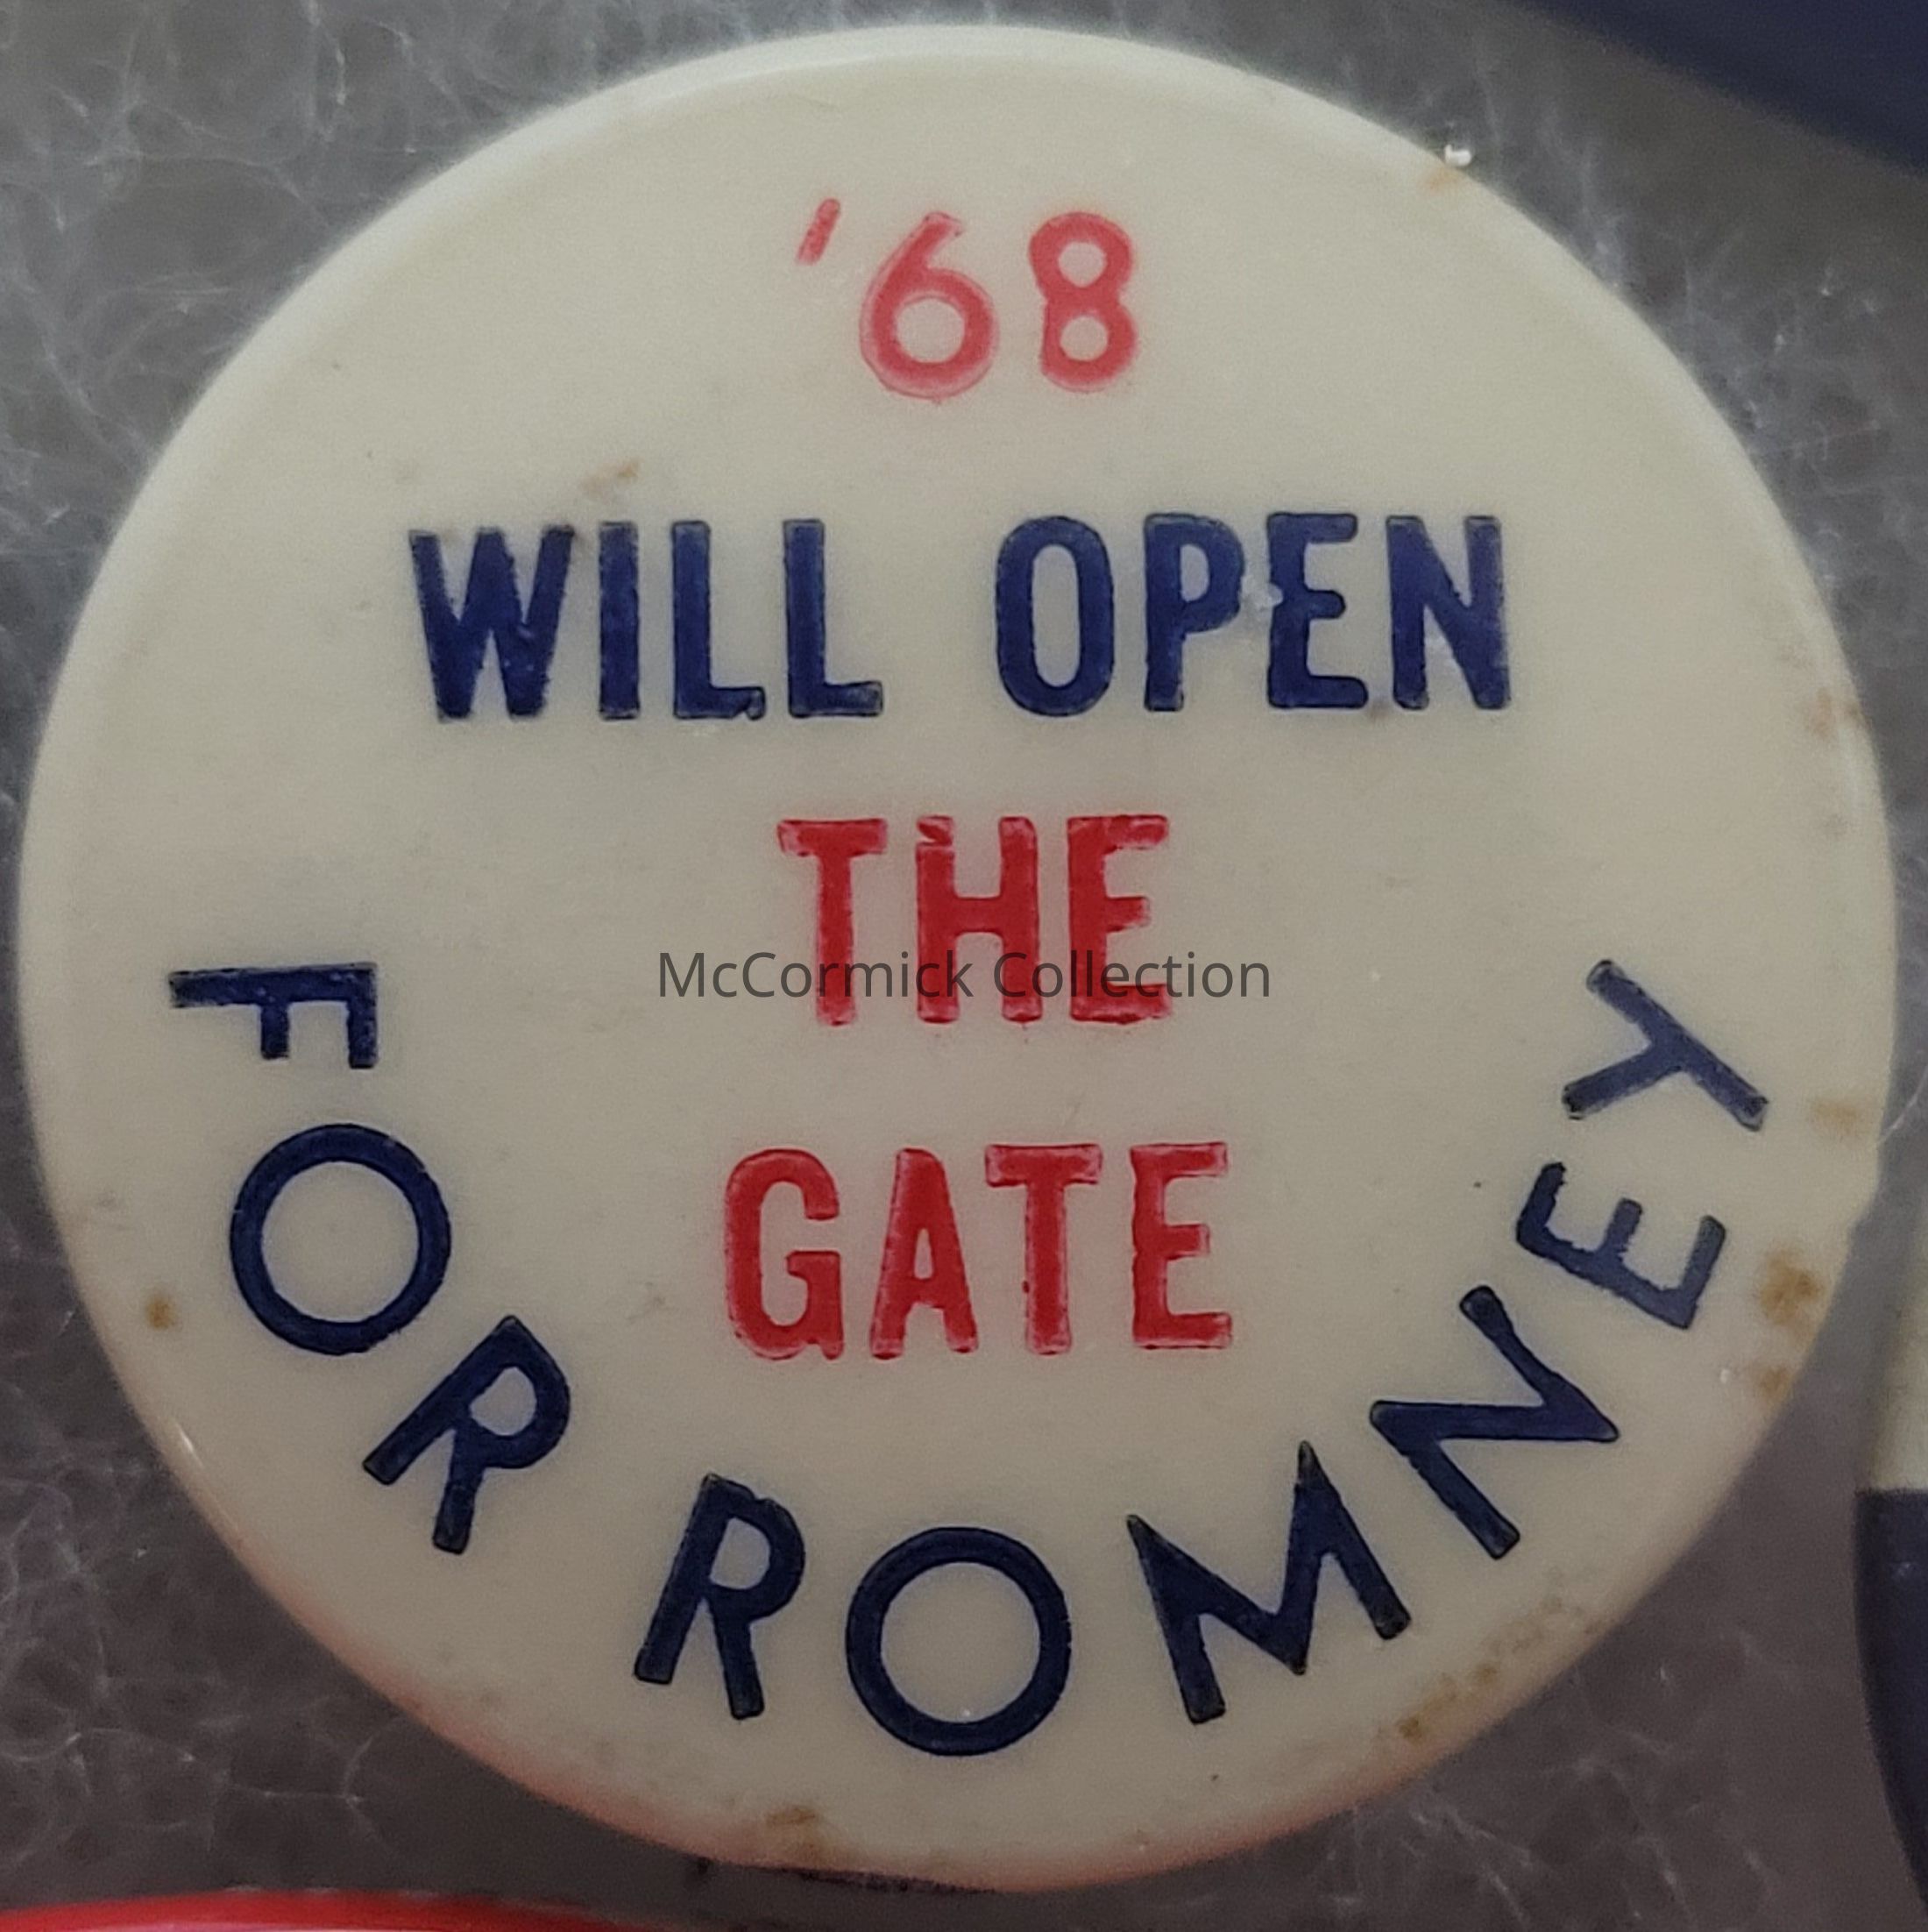 '68
WILL OPEN
THE
McCormick Collection
GATE
FOR ROMNEY